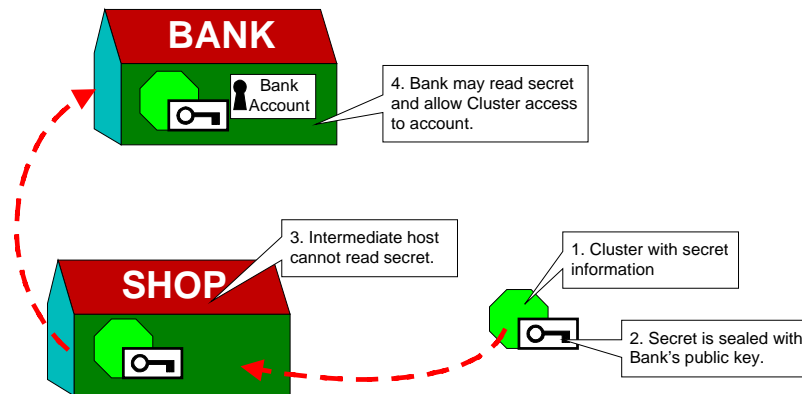 BANK
Bank
Account
4. Bank may read secret
and allow Cluster access
to account.
3. Intermediate host
cannot read secret.
SHOP
1. Cluster with secret
information
2. Secret is sealed with
Bank's public key.